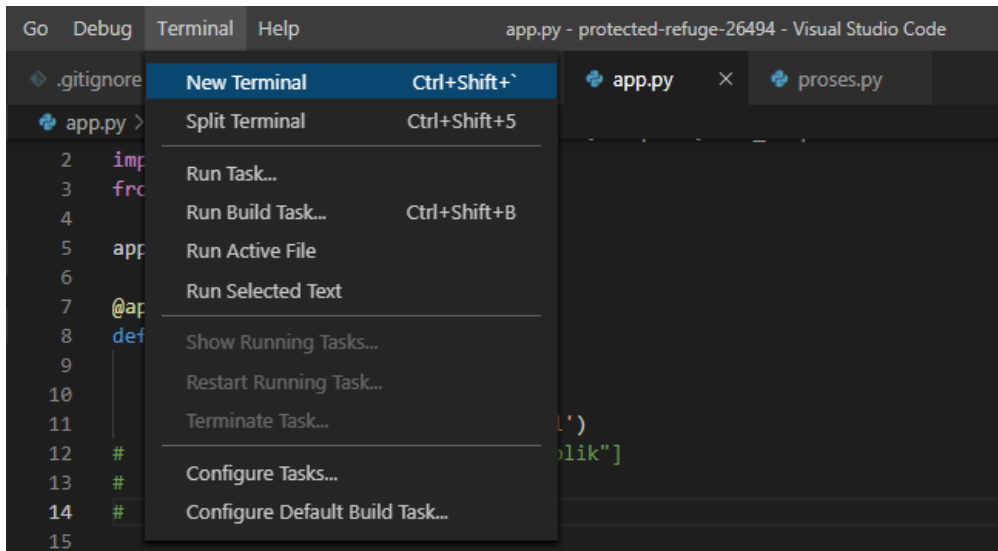 Go Debug Terminal Help app.py - protected-refuge-26494 - Visual Studio Code
.gitignore app.py × proses.py
app.py >
New Terminal Ctrl+Shift+`
Split Terminal Ctrl+Shift+5
Run Task...
Run Build Task... Ctrl+Shift+B
Run Active File
Run Selected Text
Show Running Tasks...
Restart Running Task...
Terminate Task...
Configure Tasks...
Configure Default Build Task...
2 imp
3 fro
4
5 app
6
7 @ap
8 def
9
10
11 ')
12 # blik"]
13 #
14 #
15